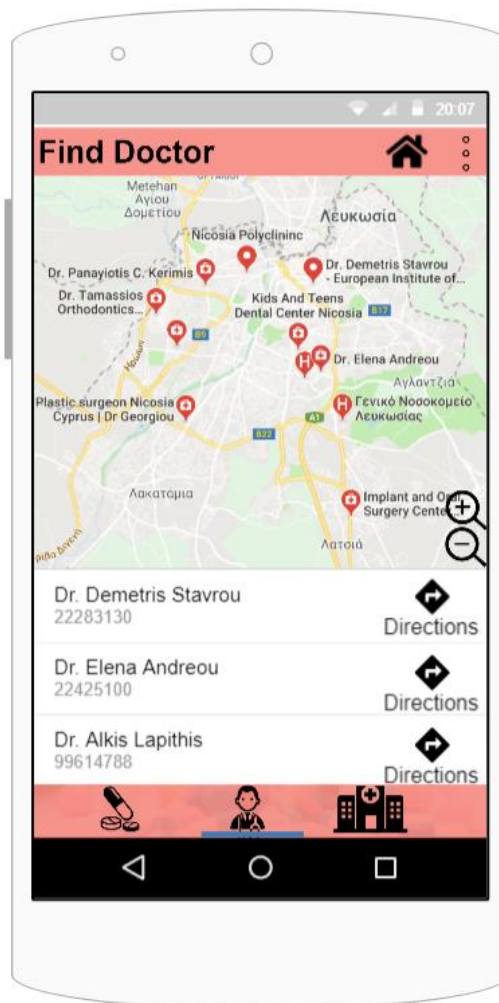 20:07
Find Doctor
Metehan
Αγιου
Δομετίου
Λευκωσία
Nicosia Polyclininc
Dr. Panayiotis C. Kerimis
Dr. Demetris Stavrou
- European Institute of...
Dr. Tamassios
Orthodontics...
Kids And Teens
Dental Center Nicosia
B17
B9
Dr. Elena Andreou
Αγλαντζιά
Plastic surgeon Nicosia
Cyprus | Dr Georgiou
H
H
Γενικό Νοσοκομείο
Λευκωσίας
A1
B22
Λακατάμια
Implant and Oral
Surgery Center...
Λατσιά
Dr. Demetris Stavrou
22283130
Directions
Dr. Elena Andreou
22425100
Directions
Dr. Alkis Lapithis
99614788
Directions